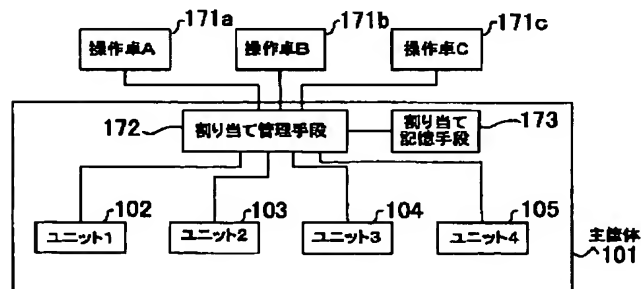 171a
171b
171c
操作卓A
操作卓B
操作卓C
172
割り当て管理手段
割り当て
記憶手段
173
102
103
104
105
ユニット1
ユニット2
ユニット3
ユニット4
主筐体
101